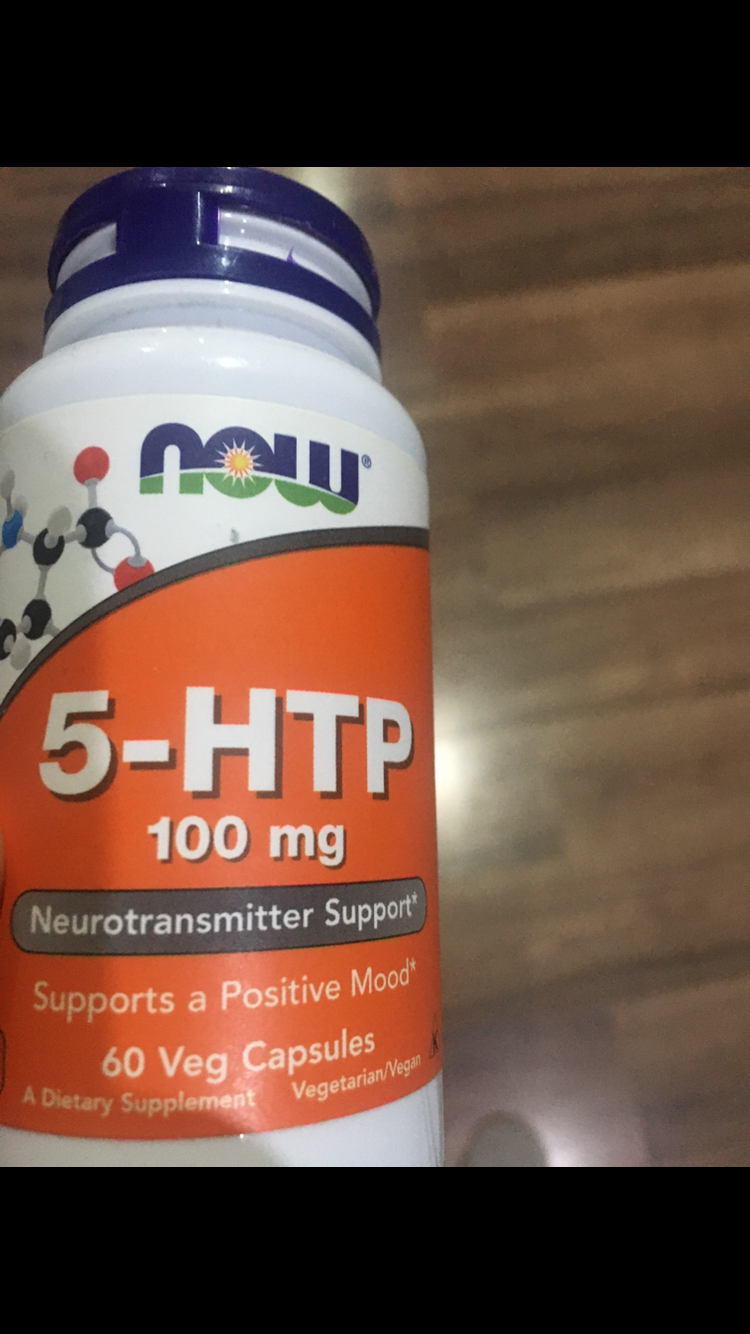 now®
5-HTP
100 mg
Neurotransmitter Support*
Supports a Positive Mood*
60 Veg Capsules
A Dietary Supplement
Vegetarian/Vegan